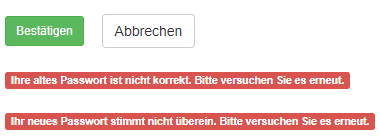 Bestätigen Abbrechen
Ihre altes Passwort ist nicht korrekt. Bitte versuchen Sie es erneut.
Ihr neues Passwort stimmt nicht überein. Bitte versuchen Sie es erneut.